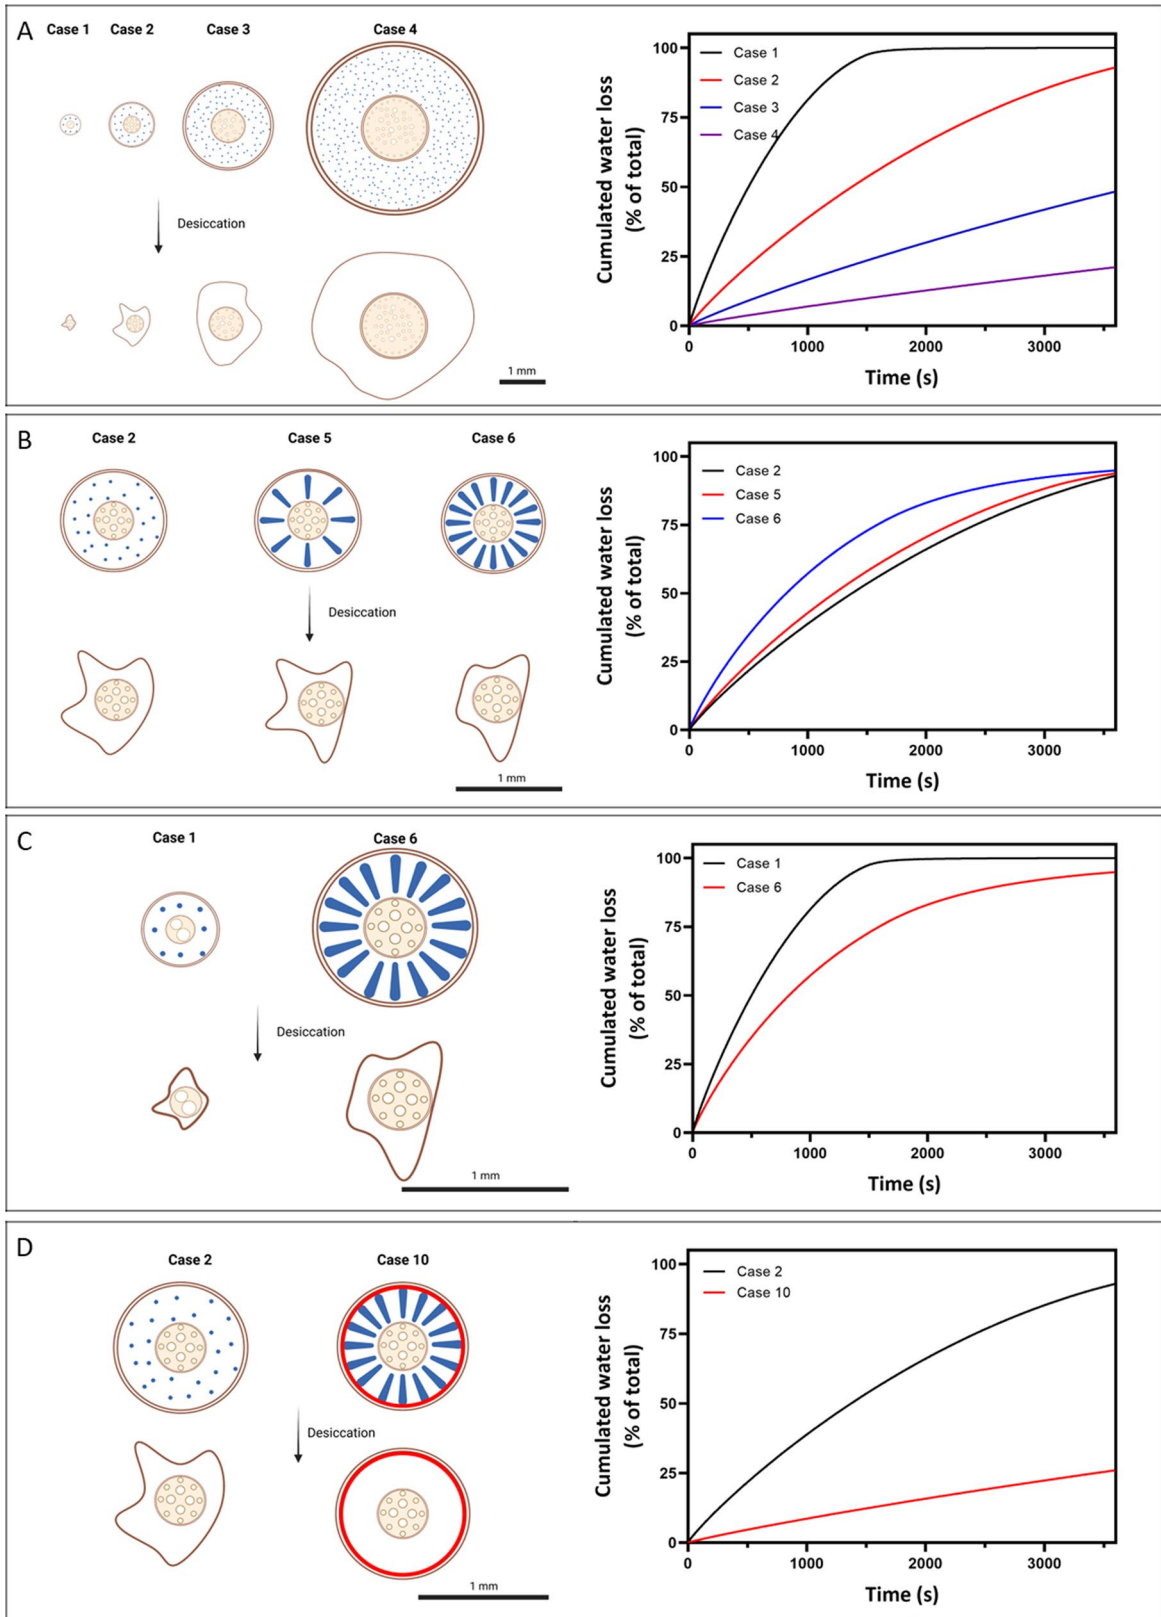 A
Case 1 Case 2 Case 3 Case 4
Desiccation
1 mm
Cumulated water loss
(% of total)
100
75
50
25
0
Case 1
Case 2
Case 3
Case 4
0 1000 2000 3000
Time (s)
B
Case 2 Case 5 Case 6
Desiccation
1 mm
Cumulated water loss
(% of total)
100
75
50
25
0
Case 2
Case 5
Case 6
0 1000 2000 3000
Time (s)
C
Case 1 Case 6
Desiccation
1 mm
Cumulated water loss
(% of total)
100
75
50
25
0
Case 1
Case 6
0 1000 2000 3000
Time (s)
D
Case 2 Case 10
Desiccation
1 mm
Cumulated water loss
(% of total)
100
75
50
25
0
Case 2
Case 10
0 1000 2000 3000
Time (s)